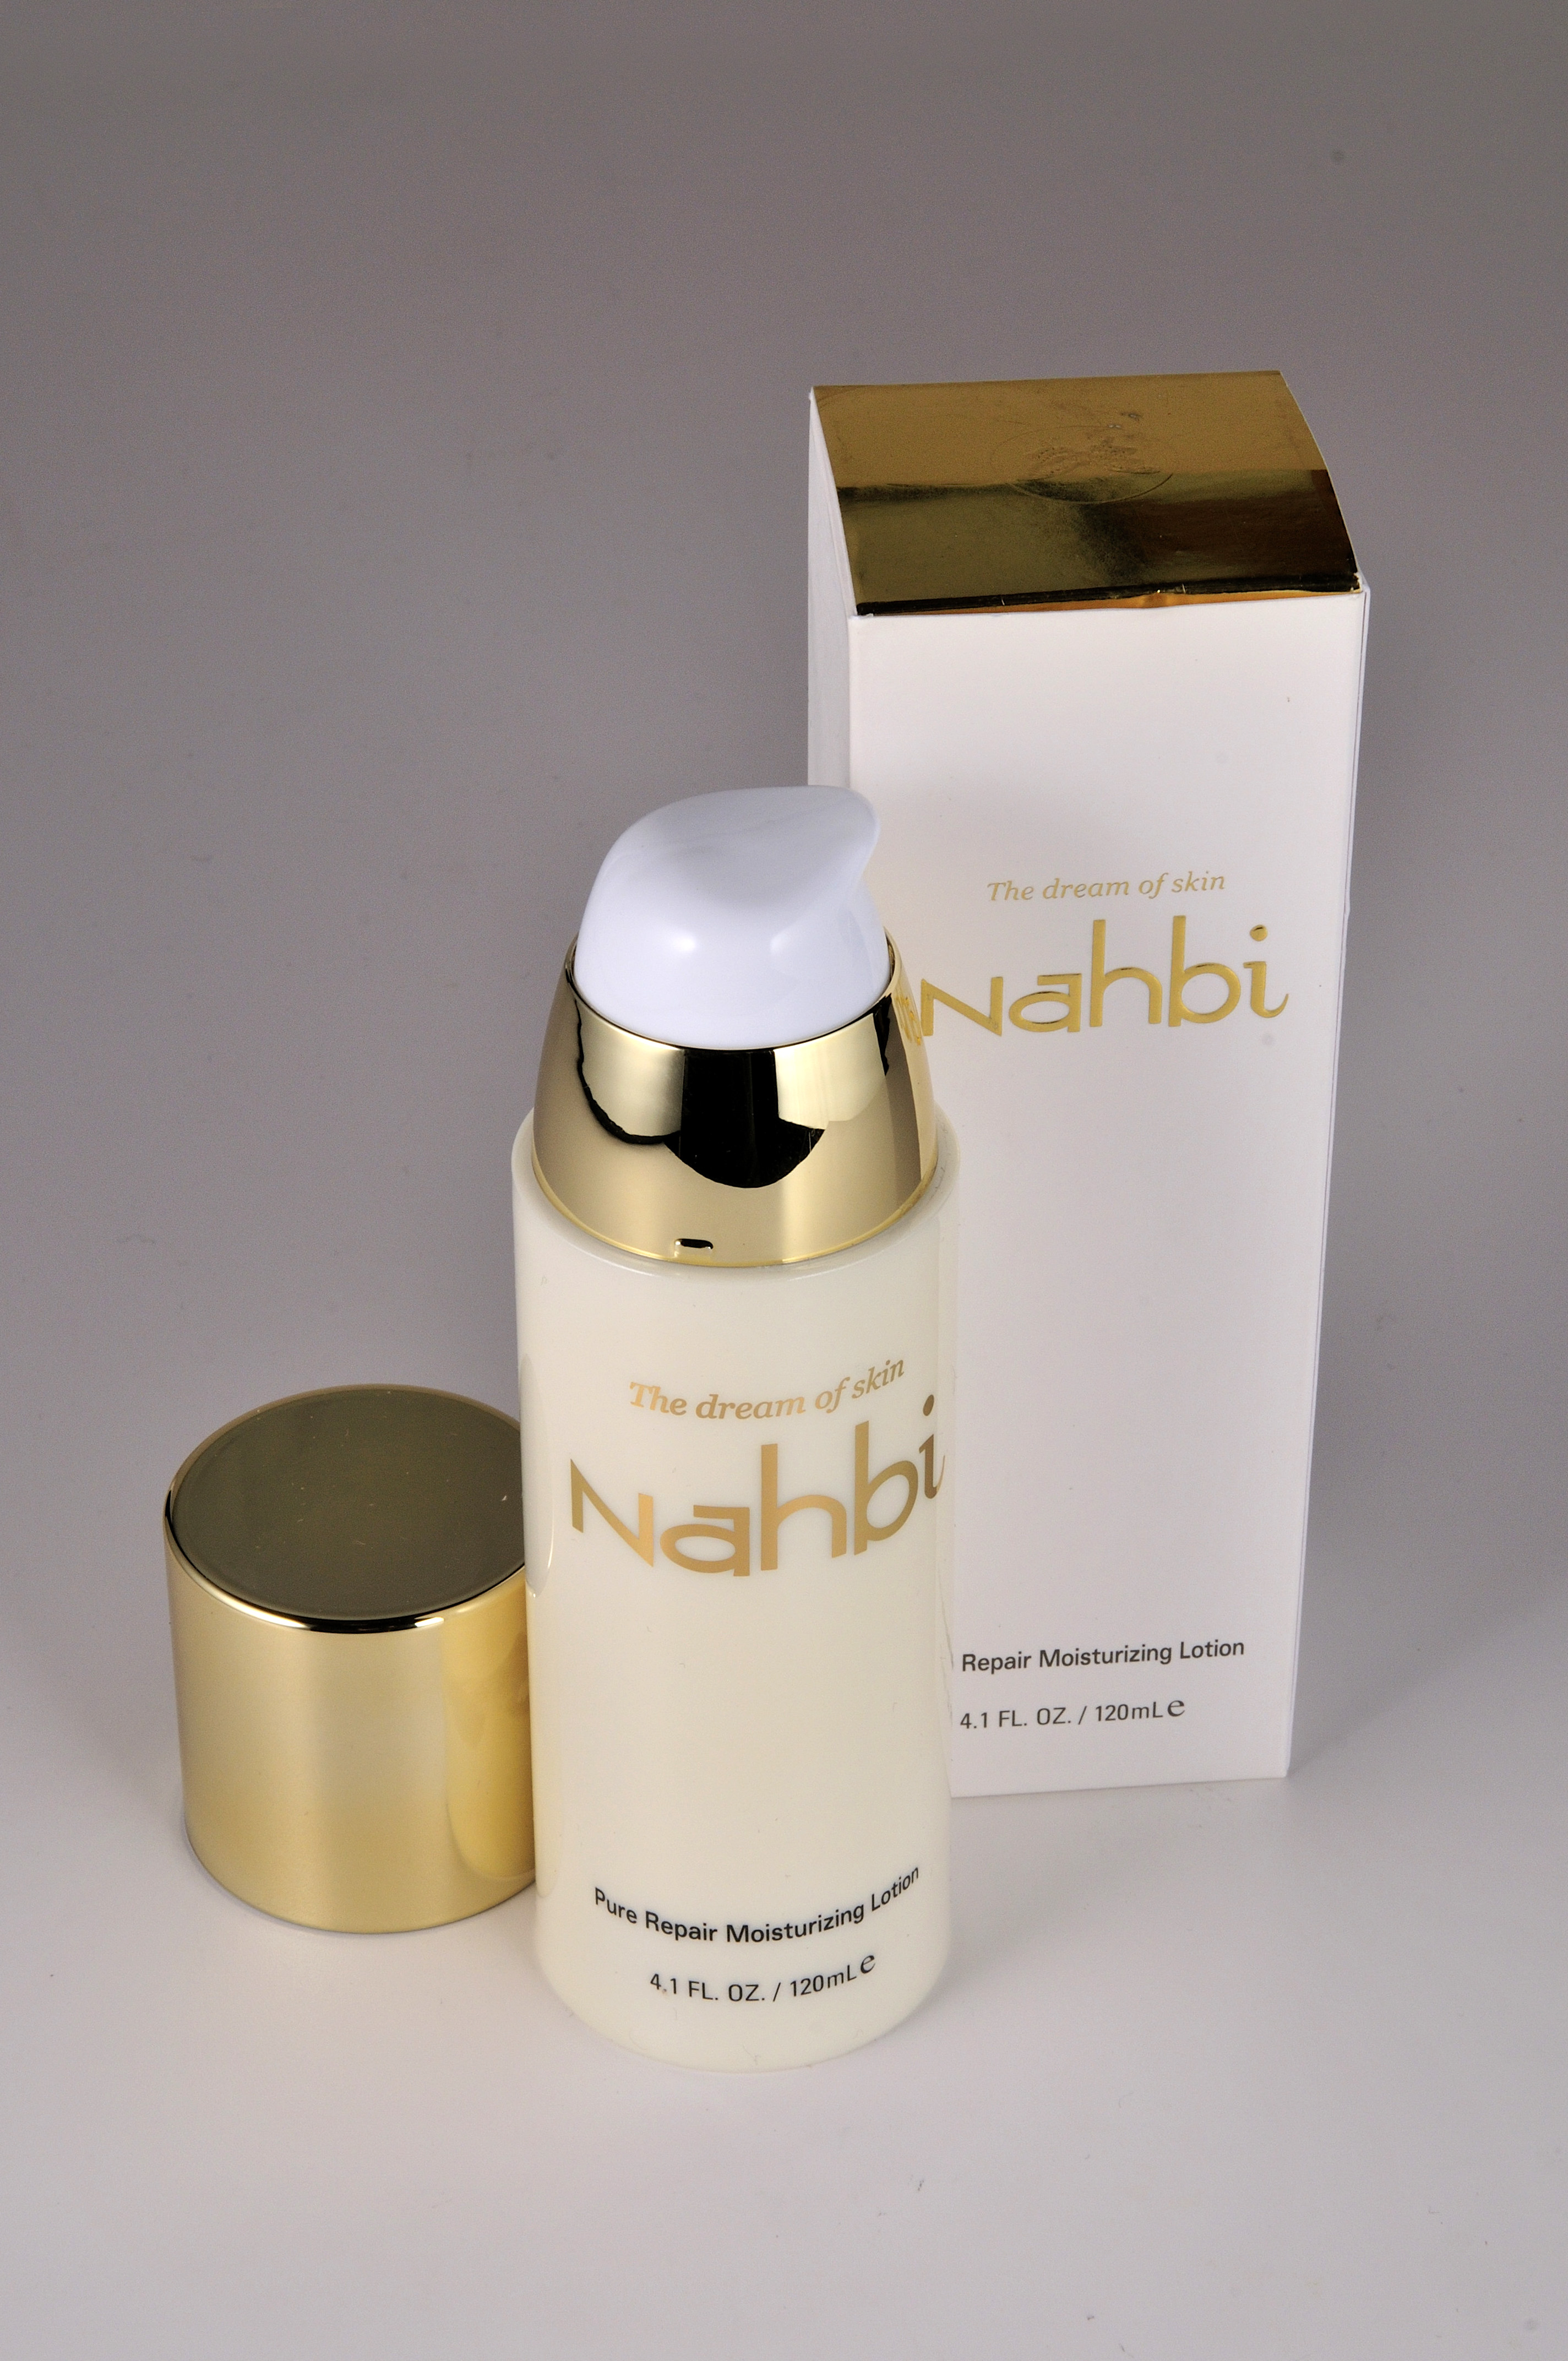 The dream of skin
Nahbi
Repair Moisturizing Lotion
4.1 FL. OZ. / 120mL e
The dream of skin
Nahbi
Pure Repair Moisturizing Lotion
4.1 FL. OZ. / 120mL e